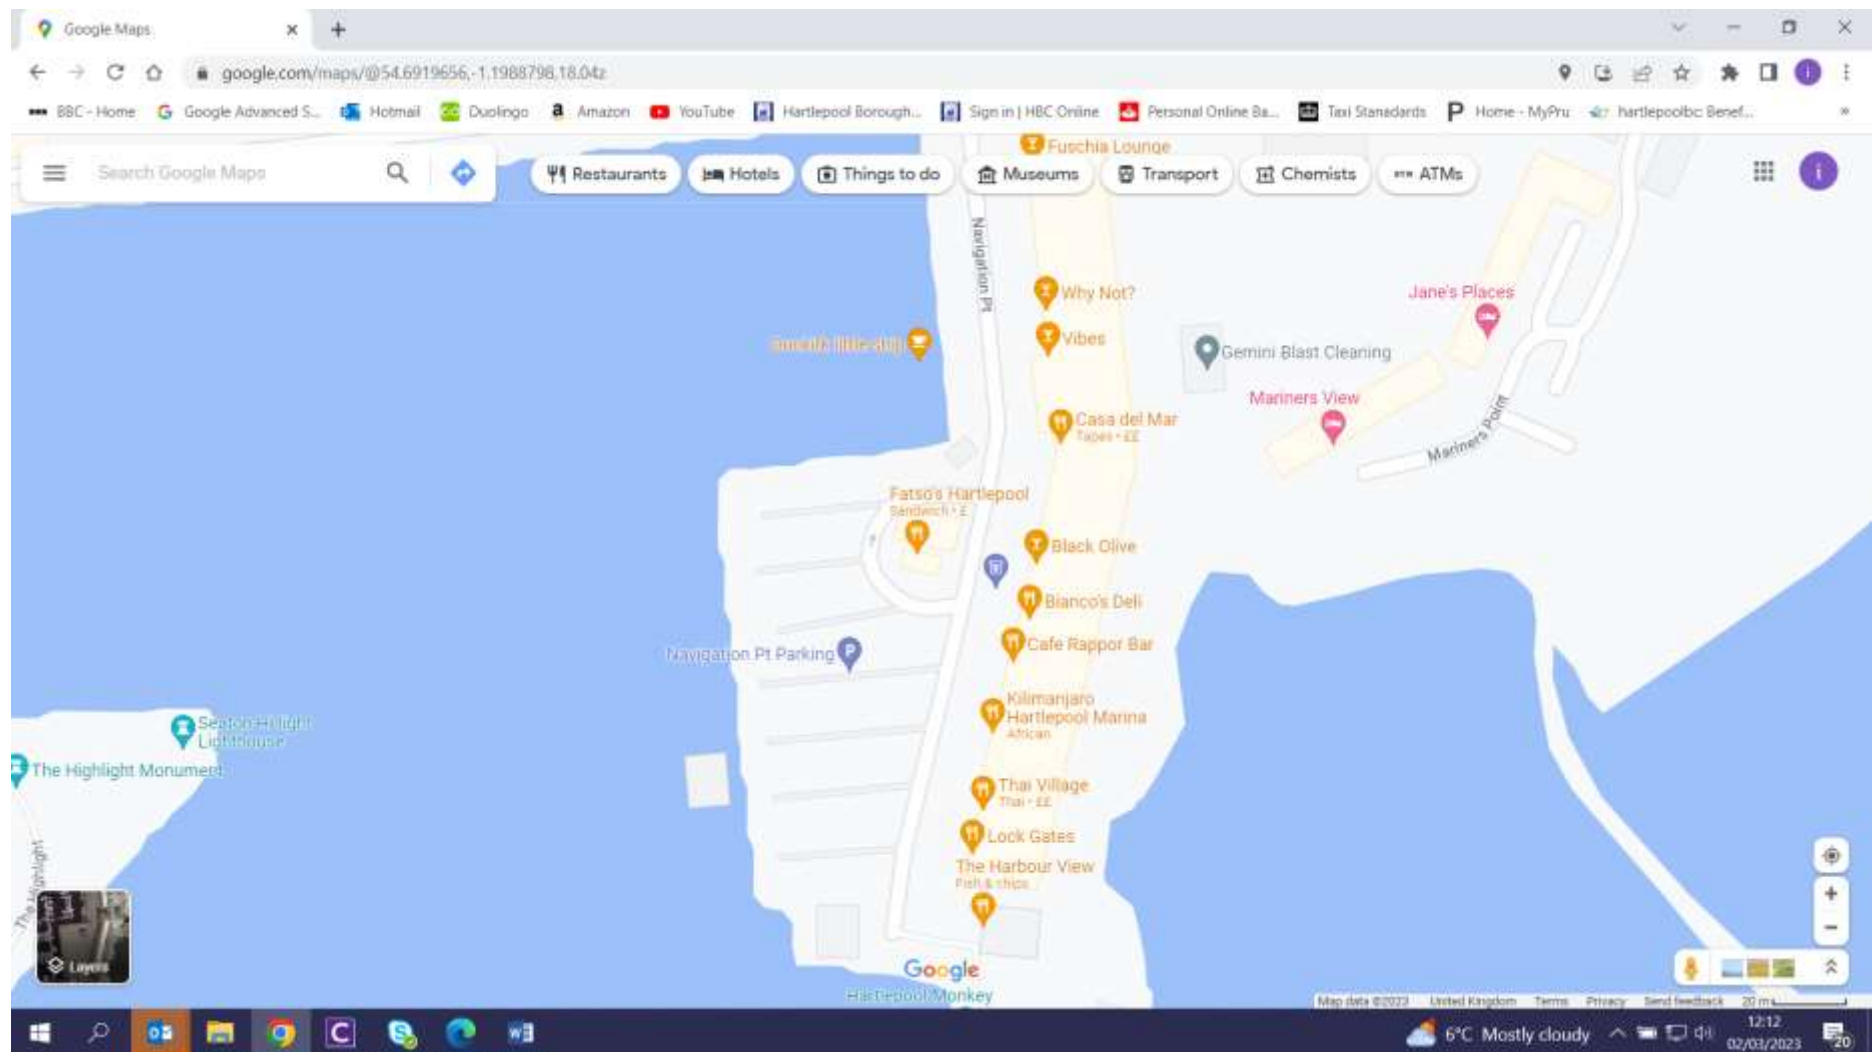 Google Maps
google.com/maps/@54.6919656,-1.1988798,18.04z
BBC - Home
Google Advanced S...
Hotmail
Duolingo
a Amazon
YouTube
Hartlepool Borough...
Sign in | HBC Online
Personal Online Ba...
Taxi Stanadards
P Home - MyPru
hartlepoolbc Benef...
Search Google Maps
Restaurants
Hotels
Things to do
Museums
Transport
Chemists
ATMs
i
Fuschia Lounge
Navigation Pt
Why Not?
Vibes
Jane's Places
Gemini Blast Cleaning
Mariners View
Mariners Point
Casa del Mar
Tapas • ££
Fatso's Hartlepool
Sandwich • £
Black Olive
Bianco's Deli
Cafe Rappor Bar
Navigation Pt Parking
P
Kilimanjaro
Hartlepool Marina
African
Lighthouse
The Highlight Monument
The Highlight
Thai Village
Thai • ££
Lock Gates
The Harbour View
Fish & chips
Layers
Google
Hartlepool Monkey
Map data ©2023
United Kingdom
Terms
Privacy
Send feedback
20 m
6°C Mostly cloudy
12:12
02/03/2023
20